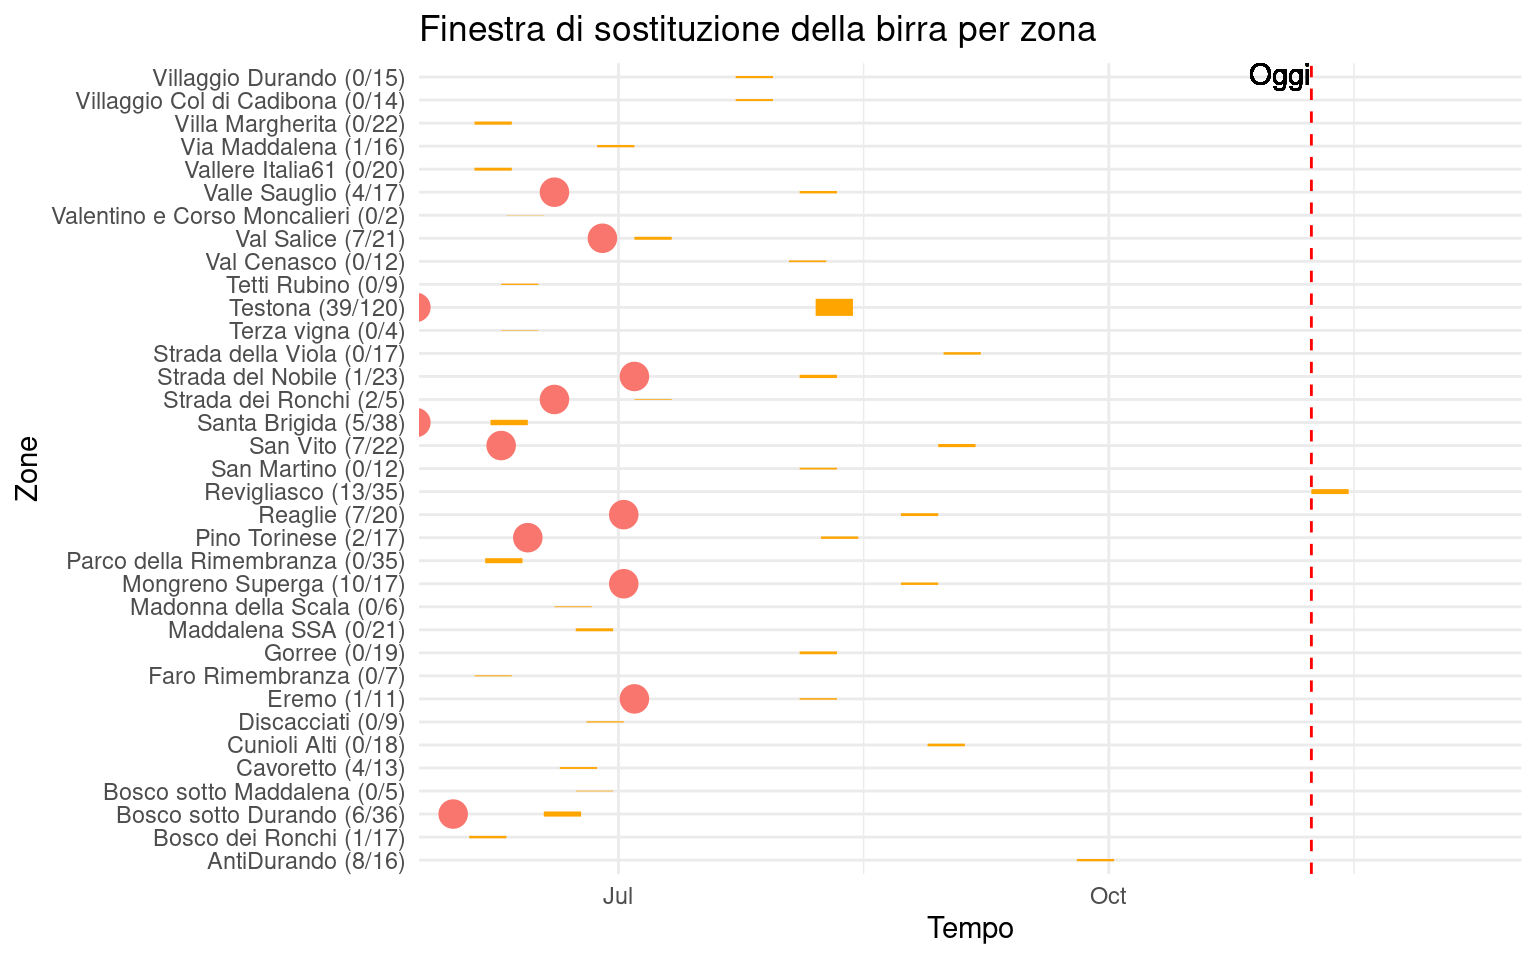 Finestra di sostituzione della birra per zona
Oggi
Villaggio Durando (0/15)
Villaggio Col di Cadibona (0/14)
Villa Margherita (0/22)
Via Maddalena (1/16)
Vallere Italia61 (0/20)
Valle Sauglio (4/17)
Valentino e Corso Moncalieri (0/2)
Val Salice (7/21)
Val Cenasco (0/12)
Tetti Rubino (0/9)
Testona (39/120)
Terza vigna (0/4)
Strada della Viola (0/17)
Strada del Nobile (1/23)
Strada dei Ronchi (2/5)
Santa Brigida (5/38)
San Vito (7/22)
San Martino (0/12)
Revigliasco (13/35)
Reaglie (7/20)
Pino Torinese (2/17)
Parco della Rimembranza (0/35)
Mongreno Superga (10/17)
Madonna della Scala (0/6)
Maddalena SSA (0/21)
Gorree (0/19)
Faro Rimembranza (0/7)
Eremo (1/11)
Discacciati (0/9)
Cunioli Alti (0/18)
Cavoretto (4/13)
Bosco sotto Maddalena (0/5)
Bosco sotto Durando (6/36)
Bosco dei Ronchi (1/17)
AntiDurando (8/16)
Zone
Jul
Oct
Tempo